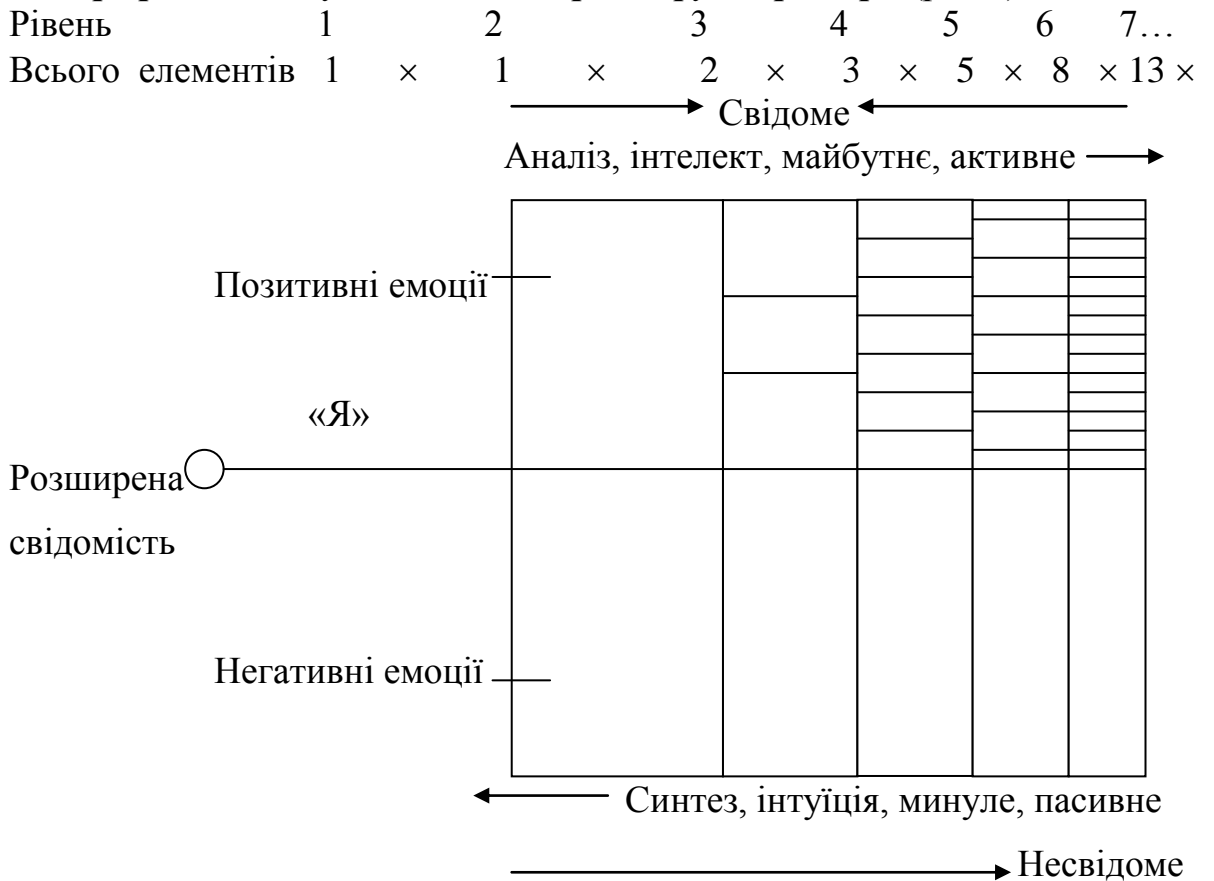 Рівень 1 2 3 4 5 6 7…
Всього елементів 1 × 1 × 2 × 3 × 5 × 8 × 13 ×
Свідоме
Аналіз, інтелект, майбутнє, активне
Позитивні емоції
«Я»
Розширена
свідомість
Негативні емоції
Синтез, інтуїція, минуле, пасивне
Несвідоме